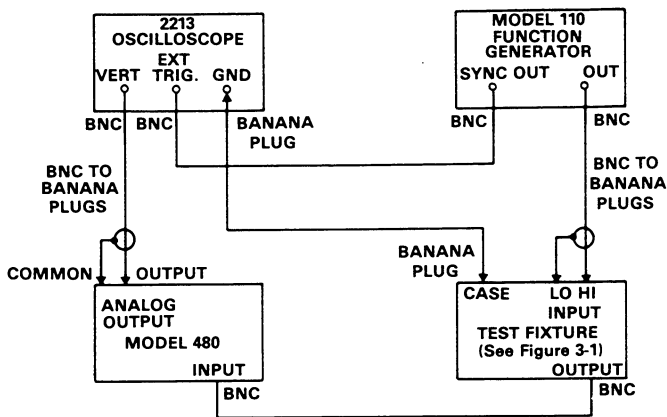 2213
OSCILLOSCOPE
EXT
VERT TRIG. GND
MODEL 110
FUNCTION
GENERATOR
SYNC OUT OUT
BNC BNC BANANA
PLUG
BNC BNC
BNC TO
BANANA
PLUGS
BNC TO
BANANA
PLUGS
BANANA
PLUG
COMMON OUTPUT
ANALOG
OUTPUT
MODEL 480
INPUT
BNC
CASE LO HI
INPUT
TEST FIXTURE
(See Figure 3-1)
OUTPUT
BNC